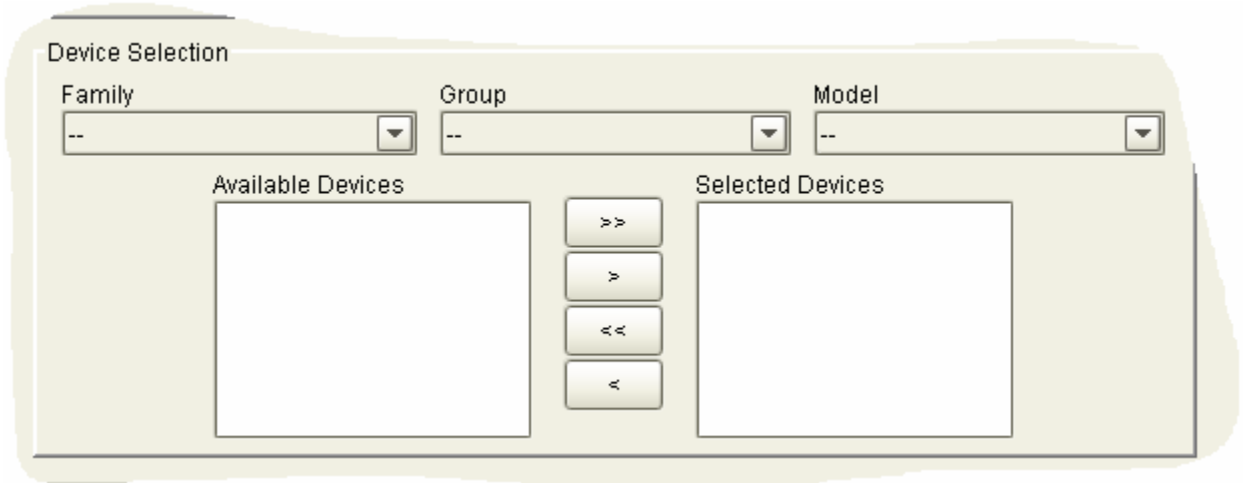 Device Selection
Family Group Model
-- -- --
Available Devices Selected Devices
>>
>
<<
<